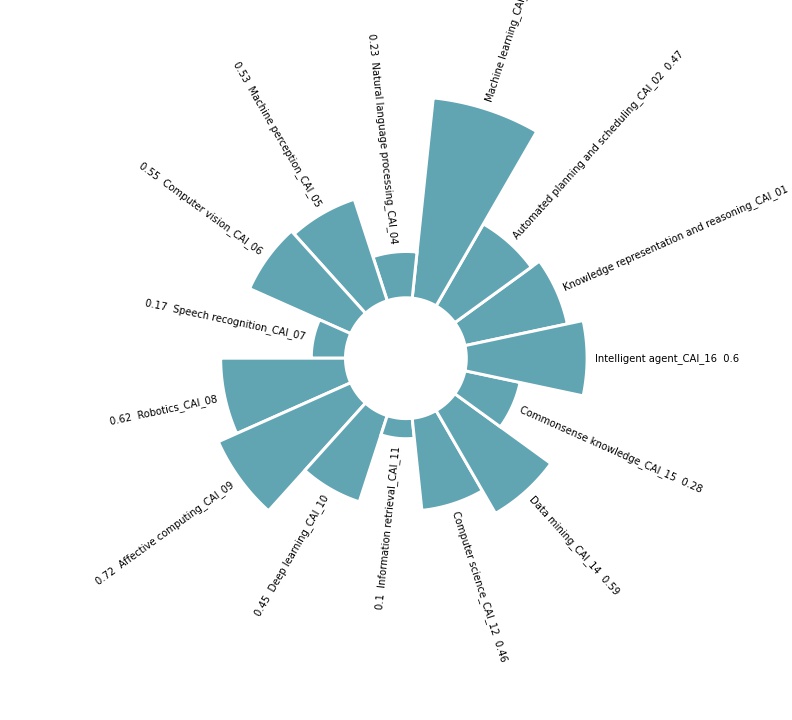 Machine learning_CAI_
Automated planning and scheduling_CAI_02 0.47
Knowledge representation and reasoning_CAI_01
Intelligent agent_CAI_16 0.6
Commonsense knowledge_CAI_15 0.28
Data mining_CAI_14 0.59
Computer science_CAI_12 0.46
0.1 Information retrieval_CAI_11
0.45 Deep learning_CAI_10
0.72 Affective computing_CAI_09
0.62 Robotics_CAI_08
0.17 Speech recognition_CAI_07
0.55 Computer vision_CAI_06
0.53 Machine perception_CAI_05
0.23 Natural language processing_CAI_04